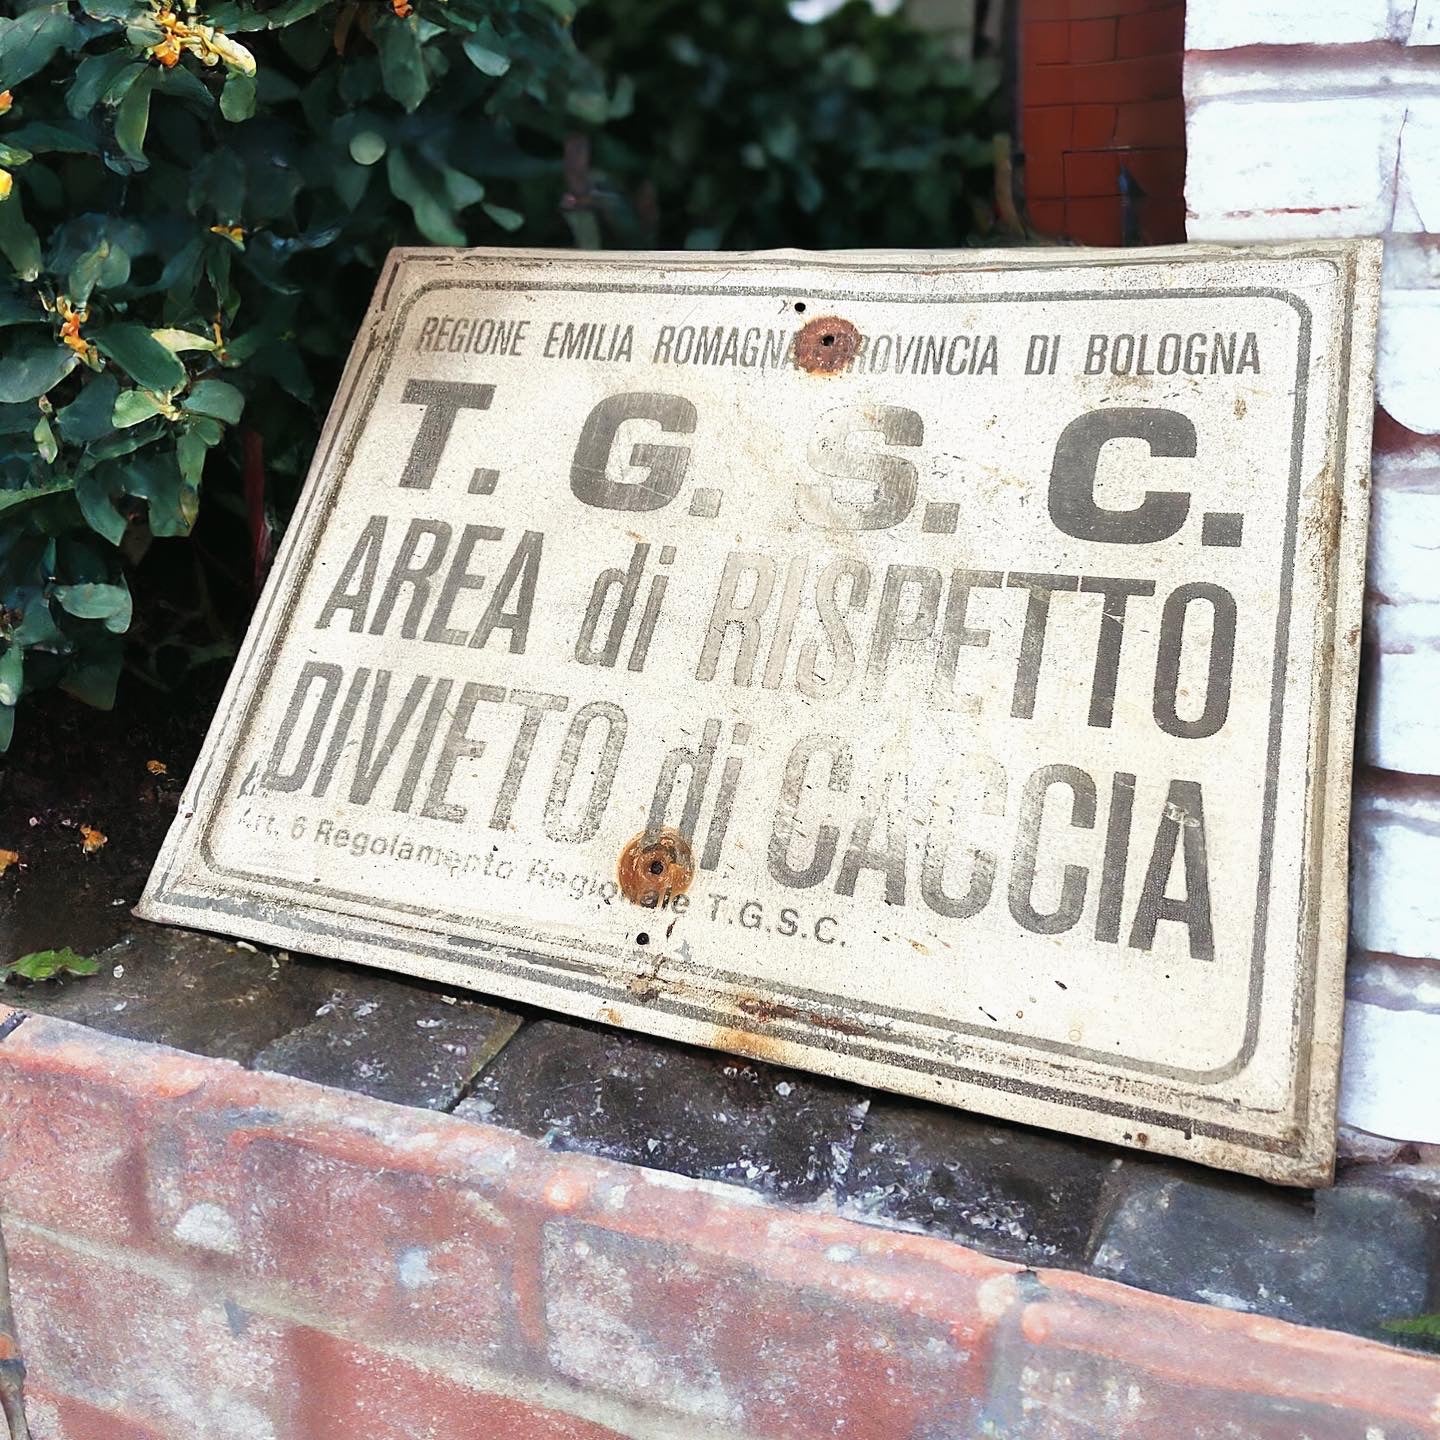 REGIONE EMILIA ROMAGNA PROVINCIA DI BOLOGNA
T. G. S. C.
AREA di RISPETTO
DIVIETO di CACCIA
Art. 6 Regolamento Regionale T.G.S.C.